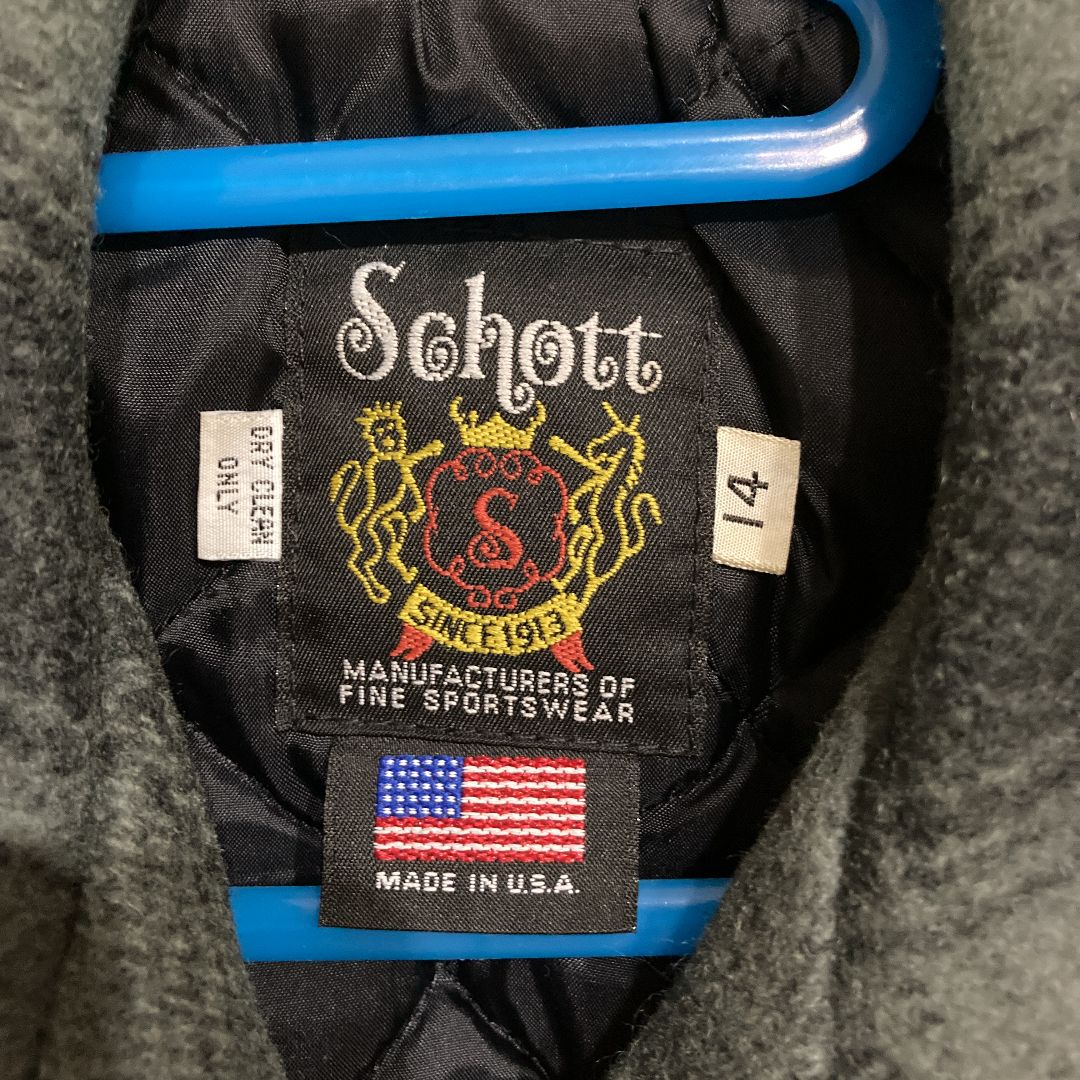 Schott
DRY CLEAN
ONLY
14
S
SINCE 1913
MANUFACTURERS OF
FINE SPORTSWEAR
MADE IN U.S.A.